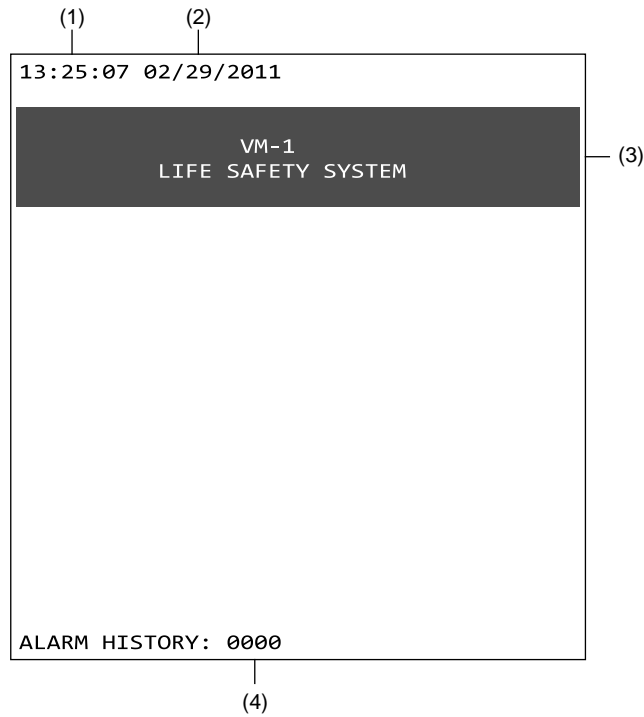 (1) (2)
13:25:07 02/29/2011
VM-1
LIFE SAFETY SYSTEM
(3)
ALARM HISTORY: 0000
(4)